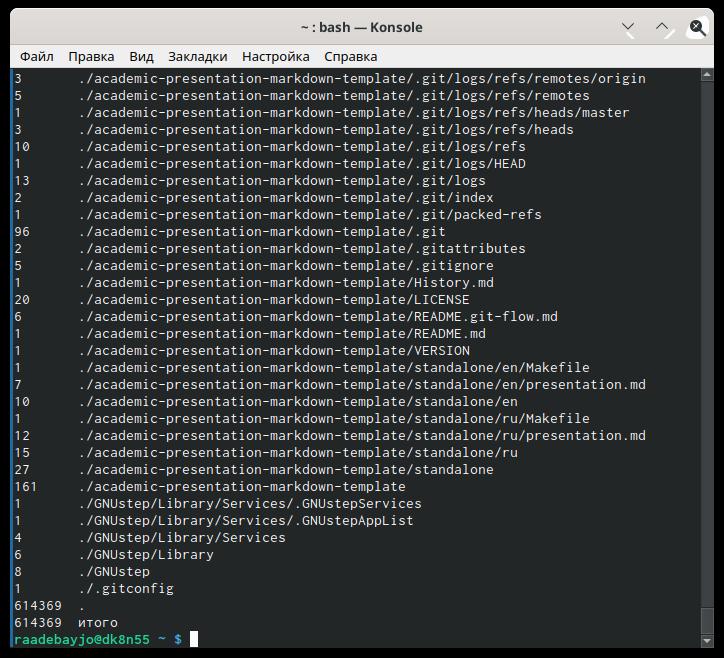 ~ : bash — Konsole
Файл Правка Вид Закладки Настройка Справка
3 ./academic-presentation-markdown-template/.git/logs/refs/remotes/origin
5 ./academic-presentation-markdown-template/.git/logs/refs/remotes
1 ./academic-presentation-markdown-template/.git/logs/refs/heads/master
3 ./academic-presentation-markdown-template/.git/logs/refs/heads
10 ./academic-presentation-markdown-template/.git/logs/refs
1 ./academic-presentation-markdown-template/.git/logs/HEAD
13 ./academic-presentation-markdown-template/.git/logs
2 ./academic-presentation-markdown-template/.git/index
1 ./academic-presentation-markdown-template/.git/packed-refs
96 ./academic-presentation-markdown-template/.git
2 ./academic-presentation-markdown-template/.gitattributes
5 ./academic-presentation-markdown-template/.gitignore
1 ./academic-presentation-markdown-template/History.md
20 ./academic-presentation-markdown-template/LICENSE
6 ./academic-presentation-markdown-template/README.git-flow.md
1 ./academic-presentation-markdown-template/README.md
1 ./academic-presentation-markdown-template/VERSION
1 ./academic-presentation-markdown-template/standalone/en/Makefile
7 ./academic-presentation-markdown-template/standalone/en/presentation.md
10 ./academic-presentation-markdown-template/standalone/en
1 ./academic-presentation-markdown-template/standalone/ru/Makefile
12 ./academic-presentation-markdown-template/standalone/ru/presentation.md
15 ./academic-presentation-markdown-template/standalone/ru
27 ./academic-presentation-markdown-template/standalone
161 ./academic-presentation-markdown-template
1 ./GNUstep/Library/Services/.GNUstepServices
1 ./GNUstep/Library/Services/.GNUstepAppList
4 ./GNUstep/Library/Services
6 ./GNUstep/Library
8 ./GNUstep
1 ./.gitconfig
614369 .
614369 итого
raadebayjo@dk8n55 ~ $